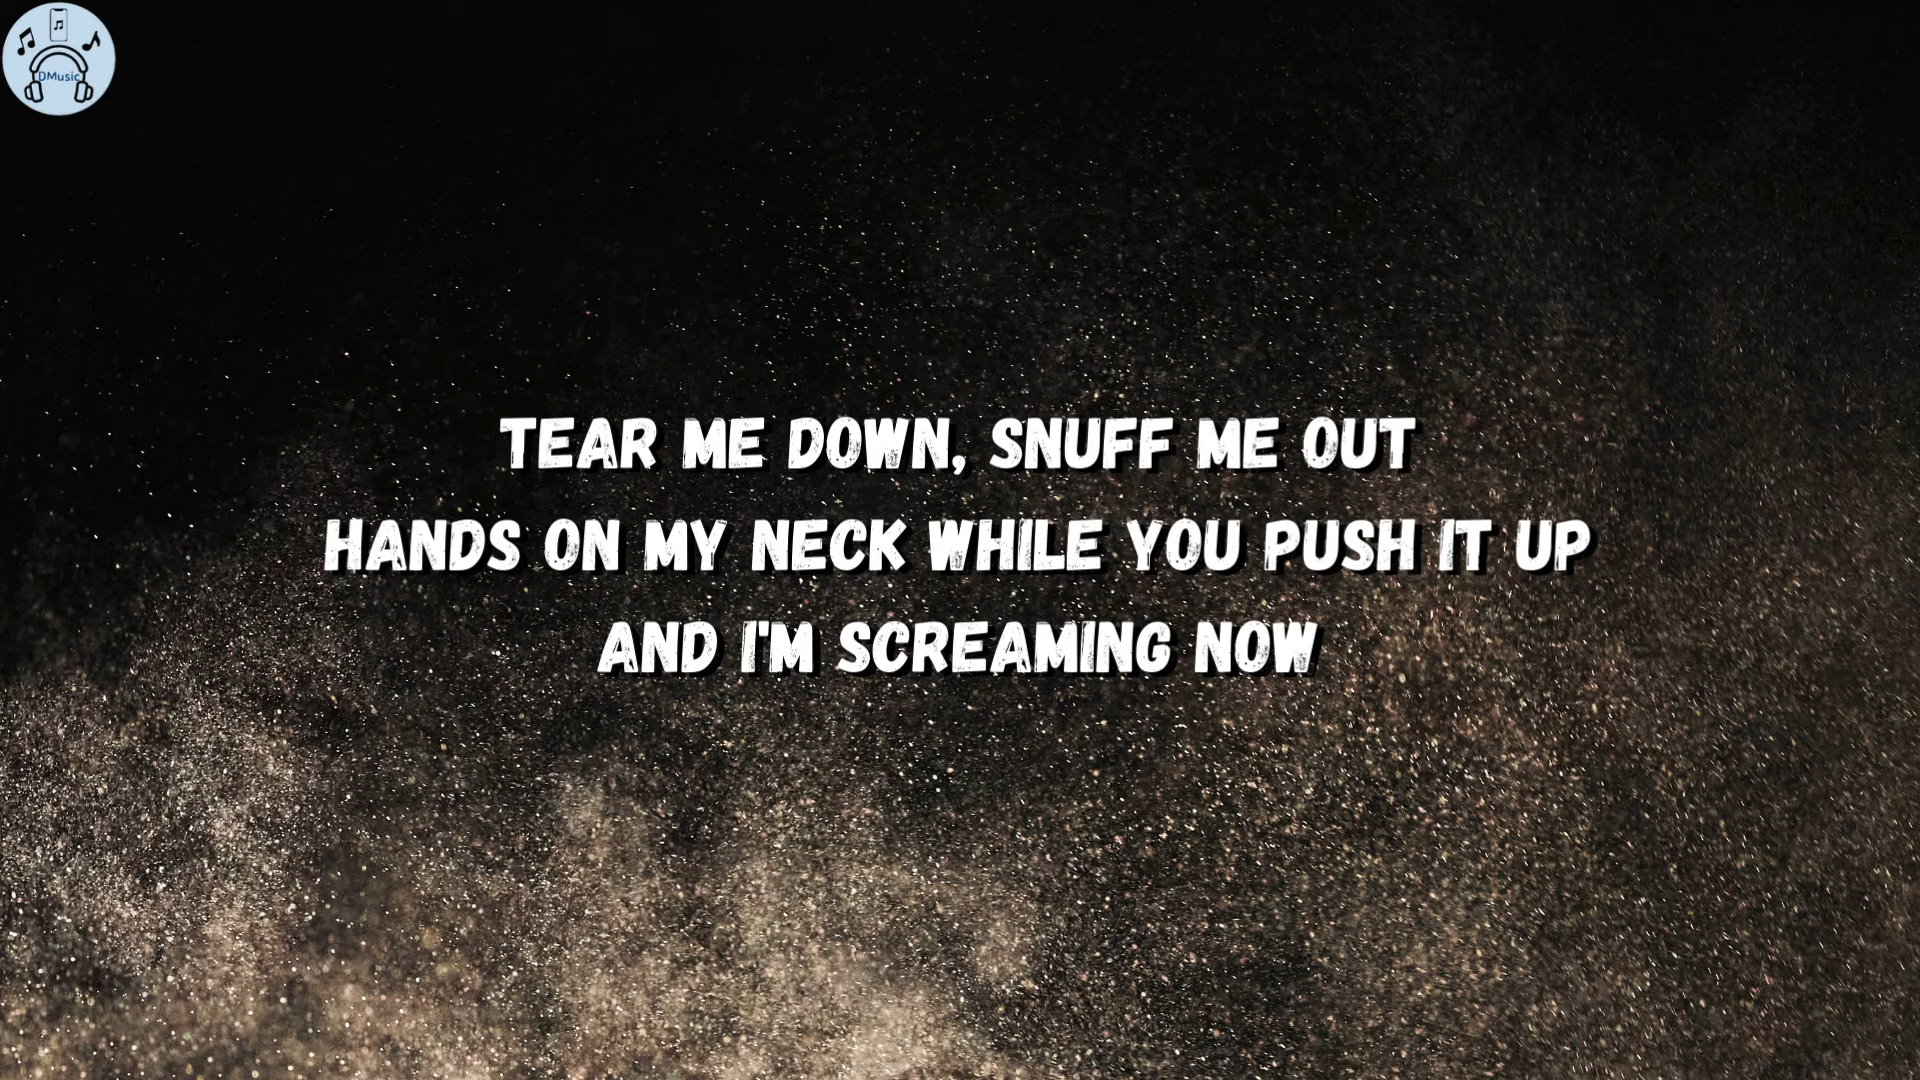 DMusic
TEAR ME DOWN, SNUFF ME OUT
HANDS ON MY NECK WHILE YOU PUSH IT UP
AND I'M SCREAMING NOW